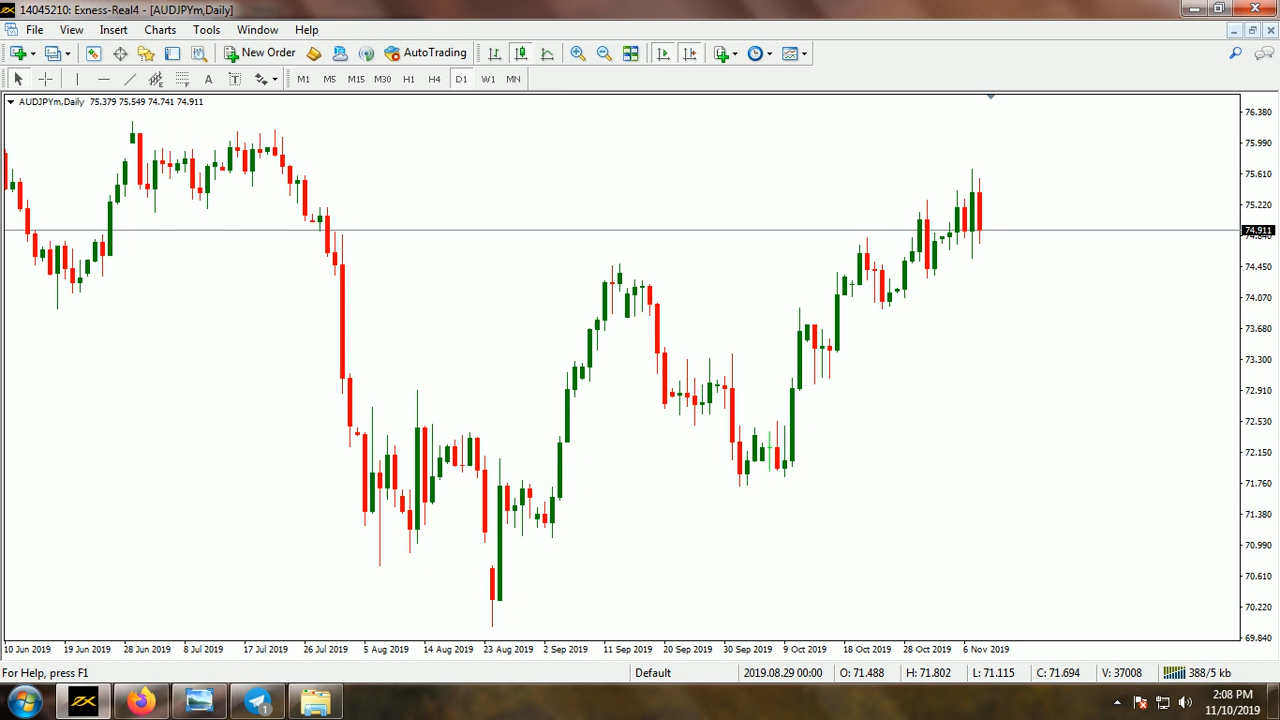 14045210: Exness-Real4 - [AUDJPYm,Daily]
File View Insert Charts Tools Window Help
New Order AutoTrading
A T M1 M5 M15 M30 H1 H4 D1 W1 MN
AUDJPYm,Daily 75.379 75.549 74.741 74.911
76.380
75.990
75.610
75.220
74.911
74.840
74.450
74.070
73.680
73.300
72.910
72.530
72.150
71.760
71.380
70.990
70.610
70.220
69.840
10 Jun 2019 19 Jun 2019 28 Jun 2019 8 Jul 2019 17 Jul 2019 26 Jul 2019 5 Aug 2019 14 Aug 2019 23 Aug 2019 2 Sep 2019 11 Sep 2019 20 Sep 2019 30 Sep 2019 9 Oct 2019 18 Oct 2019 28 Oct 2019 6 Nov 2019
For Help, press F1 Default 2019.08.29 00:00 O: 71.488 H: 71.802 L: 71.115 C: 71.694 V: 37008 388/5 kb
1
2:08 PM
11/10/2019